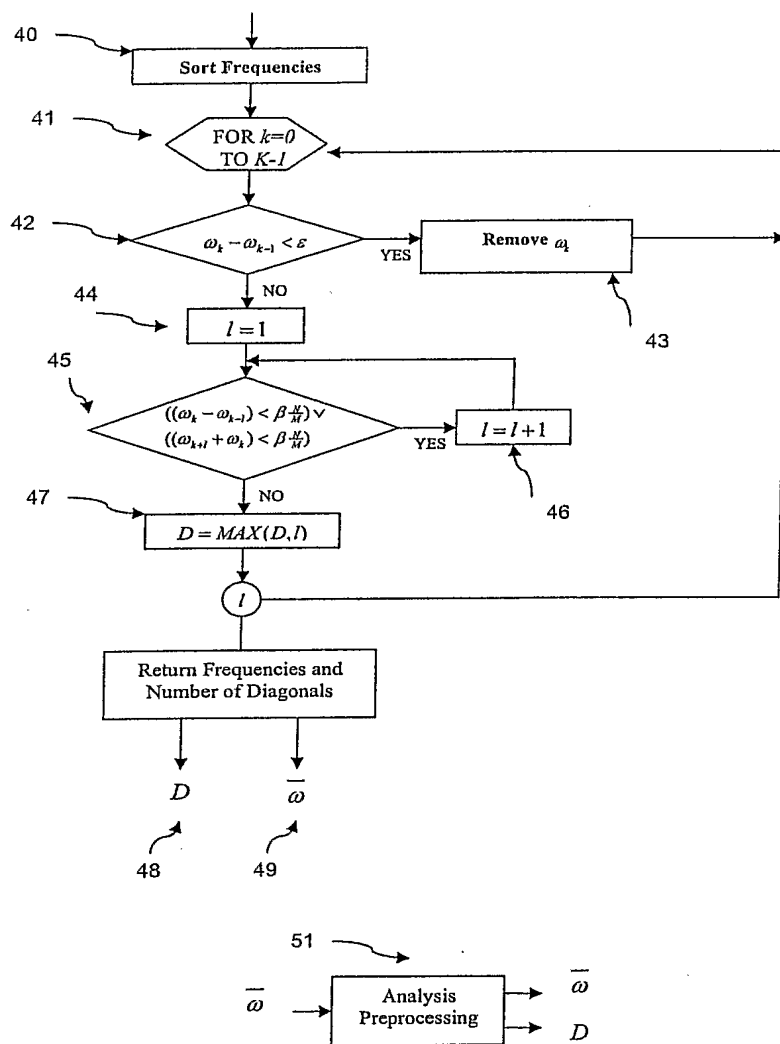 40
Sort Frequencies
41
FOR k=0
TO K-1
42
ω_k − ω_{k−1} < ε
YES
Remove ω_k
43
NO
44
l = 1
45
((ω_k − ω_{k−l}) < β N/M) ∨
((ω_{k+l} + ω_k) < β N/M)
YES
l = l + 1
46
NO
47
D = MAX(D, l)
l
Return Frequencies and
Number of Diagonals
D
ω̅
48
49
51
ω̅
Analysis
Preprocessing
ω̅
D